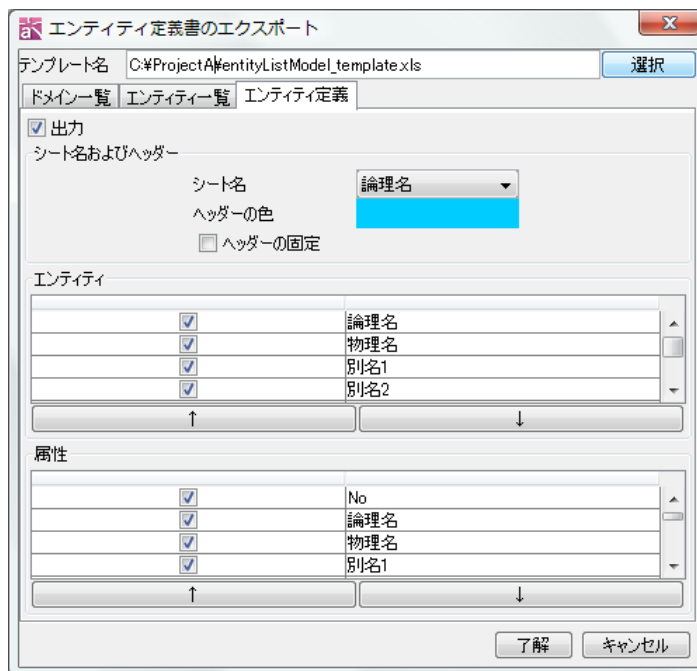 エンティティ定義書のエクスポート
テンプレート名 C:¥ProjectA¥entityListModel_template.xls 選択
ドメイン一覧 エンティティ一覧 エンティティ定義
出力
シート名およびヘッダー
シート名 論理名
ヘッダーの色
ヘッダーの固定
エンティティ
論理名
物理名
別名1
別名2
↑ ↓
属性
No
論理名
物理名
別名1
↑ ↓
了解 キャンセル